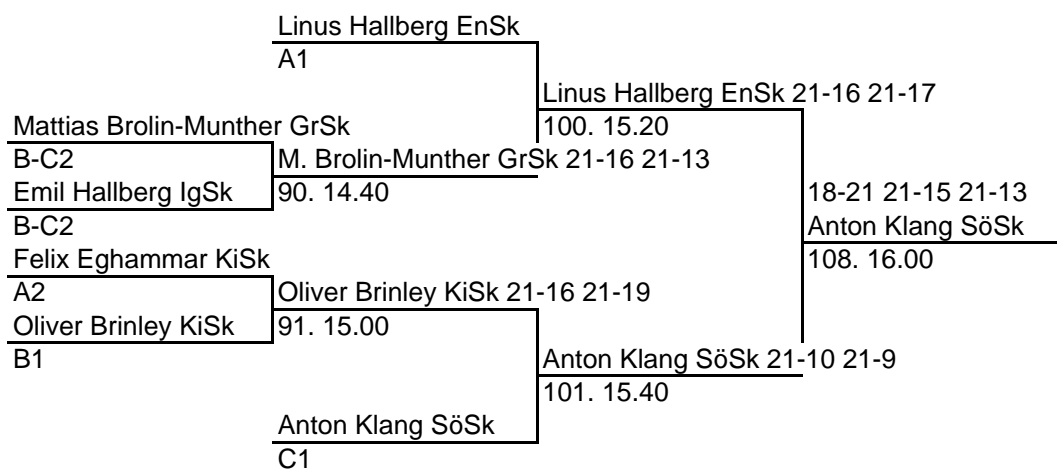 Linus Hallberg EnSk
A1
Linus Hallberg EnSk 21-16 21-17
Mattias Brolin-Munther GrSk
100. 15.20
B-C2
M. Brolin-Munther GrSk 21-16 21-13
Emil Hallberg IgSk
90. 14.40
18-21 21-15 21-13
B-C2
Anton Klang SöSk
Felix Eghammar KiSk
108. 16.00
A2
Oliver Brinley KiSk 21-16 21-19
Oliver Brinley KiSk
91. 15.00
B1
Anton Klang SöSk 21-10 21-9
101. 15.40
Anton Klang SöSk
C1